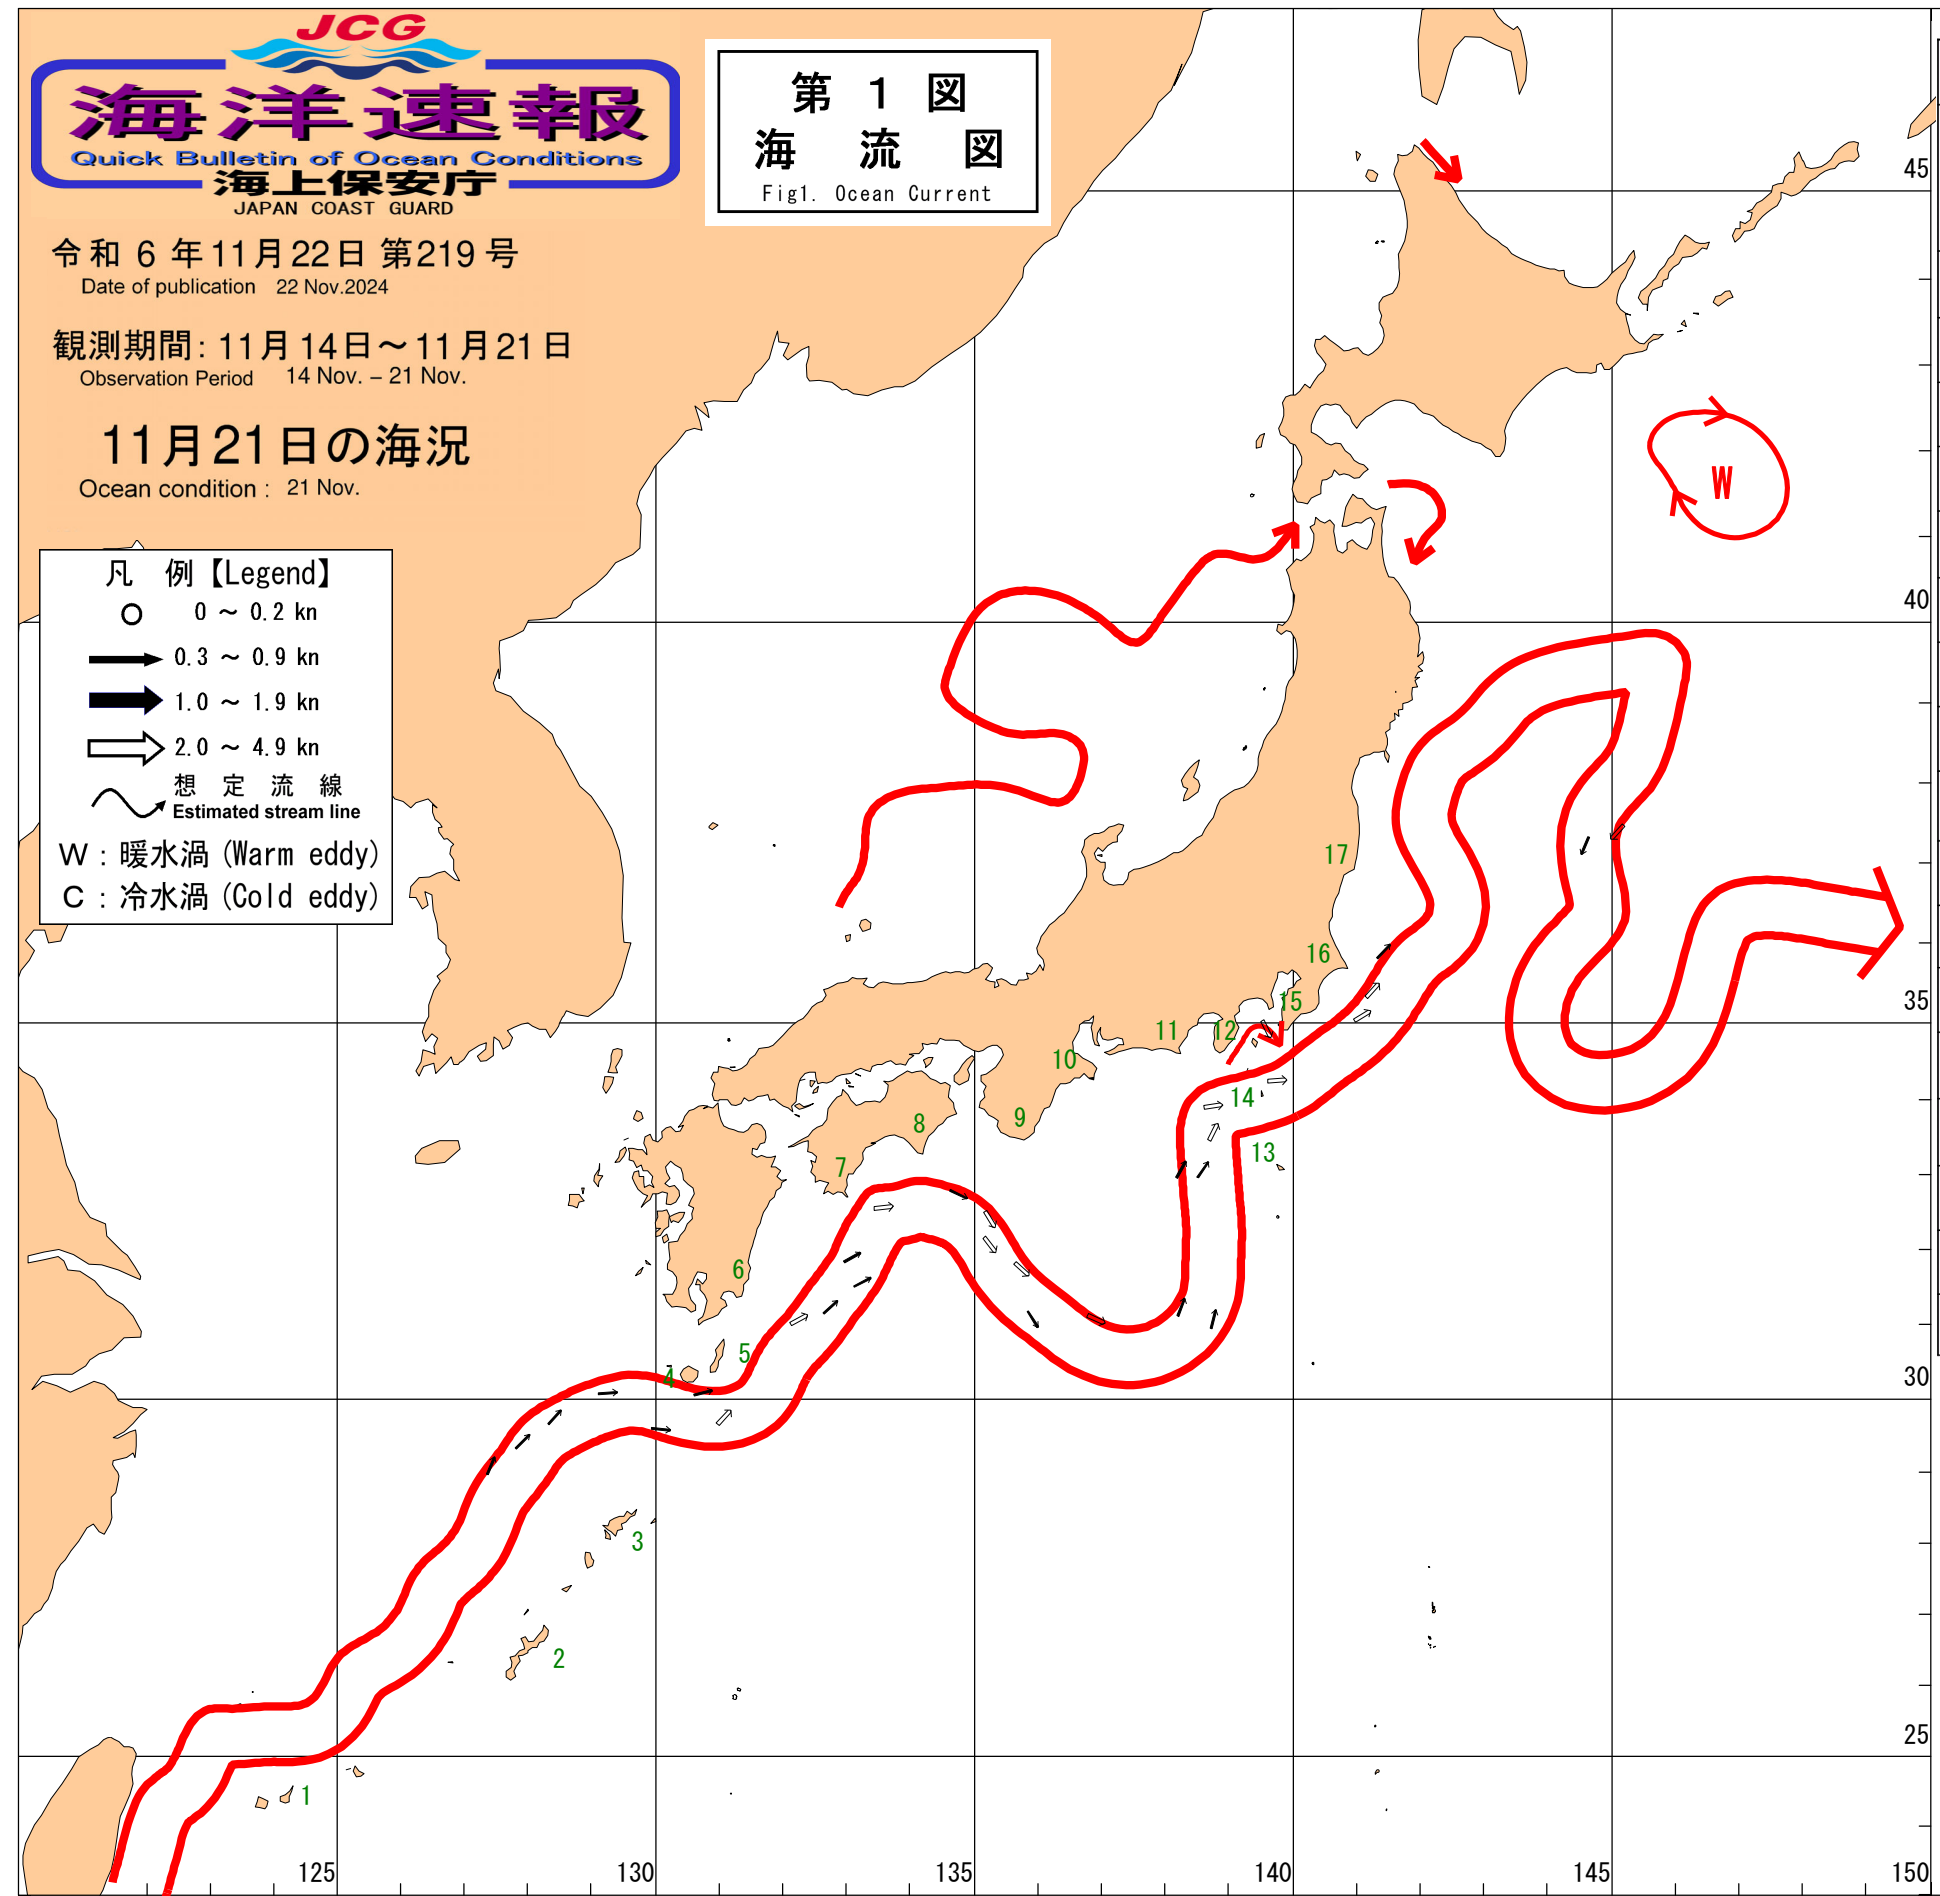 JCG
海洋速報
Quick Bulletin of Ocean Conditions
海上保安庁
JAPAN COAST GUARD
令和 6 年11月22日 第219号
Date of publication 22 Nov.2024
観測期間: 11月14日～11月21日
Observation Period 14 Nov. – 21 Nov.
11月21日の海況
Ocean condition : 21 Nov.
第 1 図
海 流 図
Fig1. Ocean Current
凡 例【Legend】
0 ～ 0.2 kn
0.3 ～ 0.9 kn
1.0 ～ 1.9 kn
2.0 ～ 4.9 kn
想 定 流 線
Estimated stream line
W : 暖水渦 (Warm eddy)
C : 冷水渦 (Cold eddy)
45
W
40
17
16
35
15
12
11
10
14
9
8
13
7
6
5
4
30
3
2
25
1
125
130
135
140
145
150